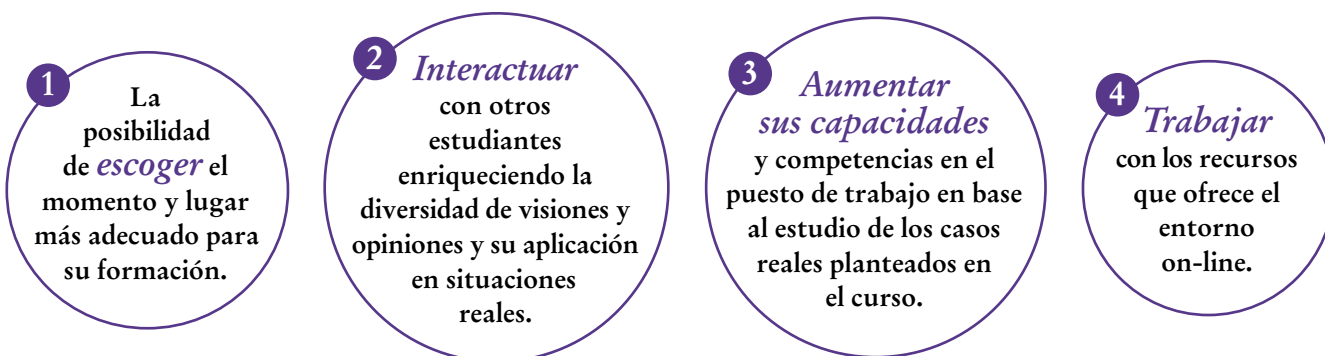 1
La
posibilidad
de escoger el
momento y lugar
más adecuado para
su formación.
2
Interactuar
con otros
estudiantes
enriqueciendo la
diversidad de visiones y
opiniones y su aplicación
en situaciones
reales.
3
Aumentar
sus capacidades
y competencias en el
puesto de trabajo en base
al estudio de los casos
reales planteados en
el curso.
4
Trabajar
con los recursos
que ofrece el
entorno
on-line.